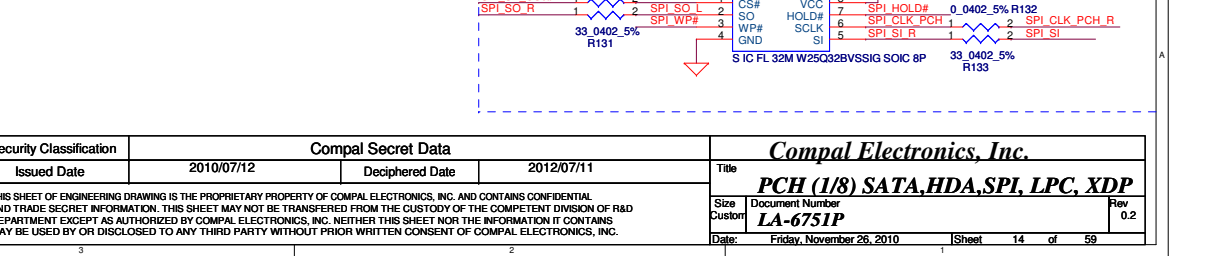 CS# VCC
SPI_SO_R 1 2 SPI_SO_L 2 SO HOLD# 7 SPI_HOLD# 0_0402_5% R132
SPI_WP# 3 WP# SCLK 6 SPI_CLK_PCH 1 2 SPI_CLK_PCH_R
33_0402_5% 4 GND SI 5 SPI_SI_R 1 2 SPI_SI
R131
S IC FL 32M W25Q32BVSSIG SOIC 8P 33_0402_5%
R133
A
ecurity Classification Compal Secret Data Compal Electronics, Inc.
Issued Date 2010/07/12 Deciphered Date 2012/07/11 Title
PCH (1/8) SATA,HDA,SPI, LPC, XDP
HIS SHEET OF ENGINEERING DRAWING IS THE PROPRIETARY PROPERTY OF COMPAL ELECTRONICS, INC. AND CONTAINS CONFIDENTIAL
ND TRADE SECRET INFORMATION. THIS SHEET MAY NOT BE TRANSFERED FROM THE CUSTODY OF THE COMPETENT DIVISION OF R&D
EPARTMENT EXCEPT AS AUTHORIZED BY COMPAL ELECTRONICS, INC. NEITHER THIS SHEET NOR THE INFORMATION IT CONTAINS
AY BE USED BY OR DISCLOSED TO ANY THIRD PARTY WITHOUT PRIOR WRITTEN CONSENT OF COMPAL ELECTRONICS, INC.
Size Document Number Rev
Custom LA-6751P 0.2
Date: Friday, November 26, 2010 Sheet 14 of 59
3 2 1